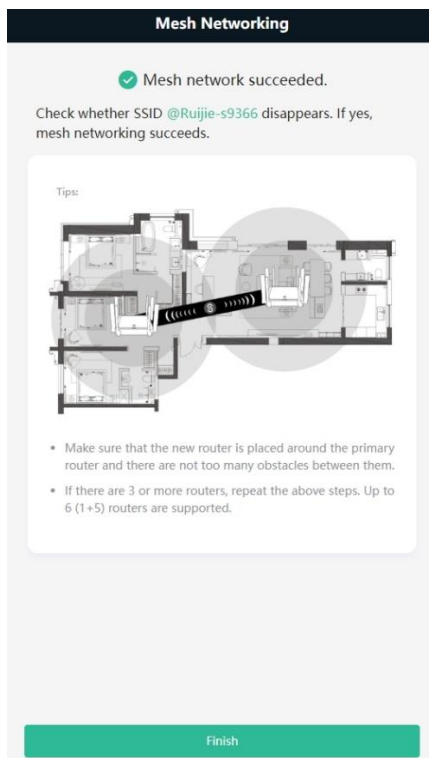 Mesh Networking
Mesh network succeeded.
Check whether SSID @Ruijie-s9366 disappears. If yes,
mesh networking succeeds.
Tips:
• Make sure that the new router is placed around the primary
router and there are not too many obstacles between them.
• If there are 3 or more routers, repeat the above steps. Up to
6 (1+5) routers are supported.
Finish